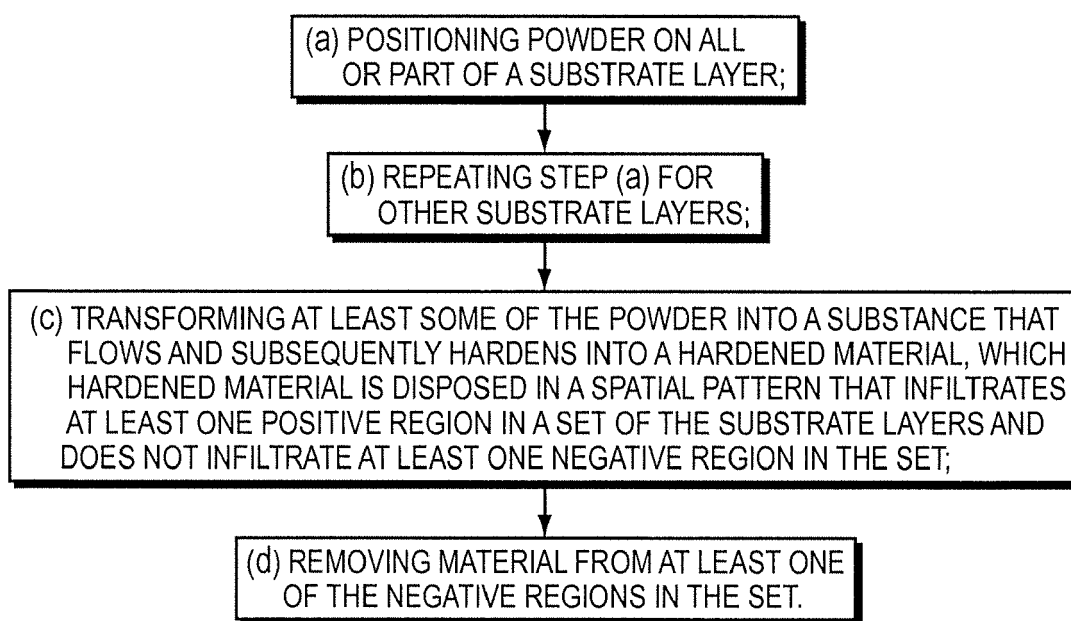 (a) POSITIONING POWDER ON ALL
OR PART OF A SUBSTRATE LAYER;
(b) REPEATING STEP (a) FOR
OTHER SUBSTRATE LAYERS;
(c) TRANSFORMING AT LEAST SOME OF THE POWDER INTO A SUBSTANCE THAT
FLOWS AND SUBSEQUENTLY HARDENS INTO A HARDENED MATERIAL, WHICH
HARDENED MATERIAL IS DISPOSED IN A SPATIAL PATTERN THAT INFILTRATES
AT LEAST ONE POSITIVE REGION IN A SET OF THE SUBSTRATE LAYERS AND
DOES NOT INFILTRATE AT LEAST ONE NEGATIVE REGION IN THE SET;
(d) REMOVING MATERIAL FROM AT LEAST ONE
OF THE NEGATIVE REGIONS IN THE SET.